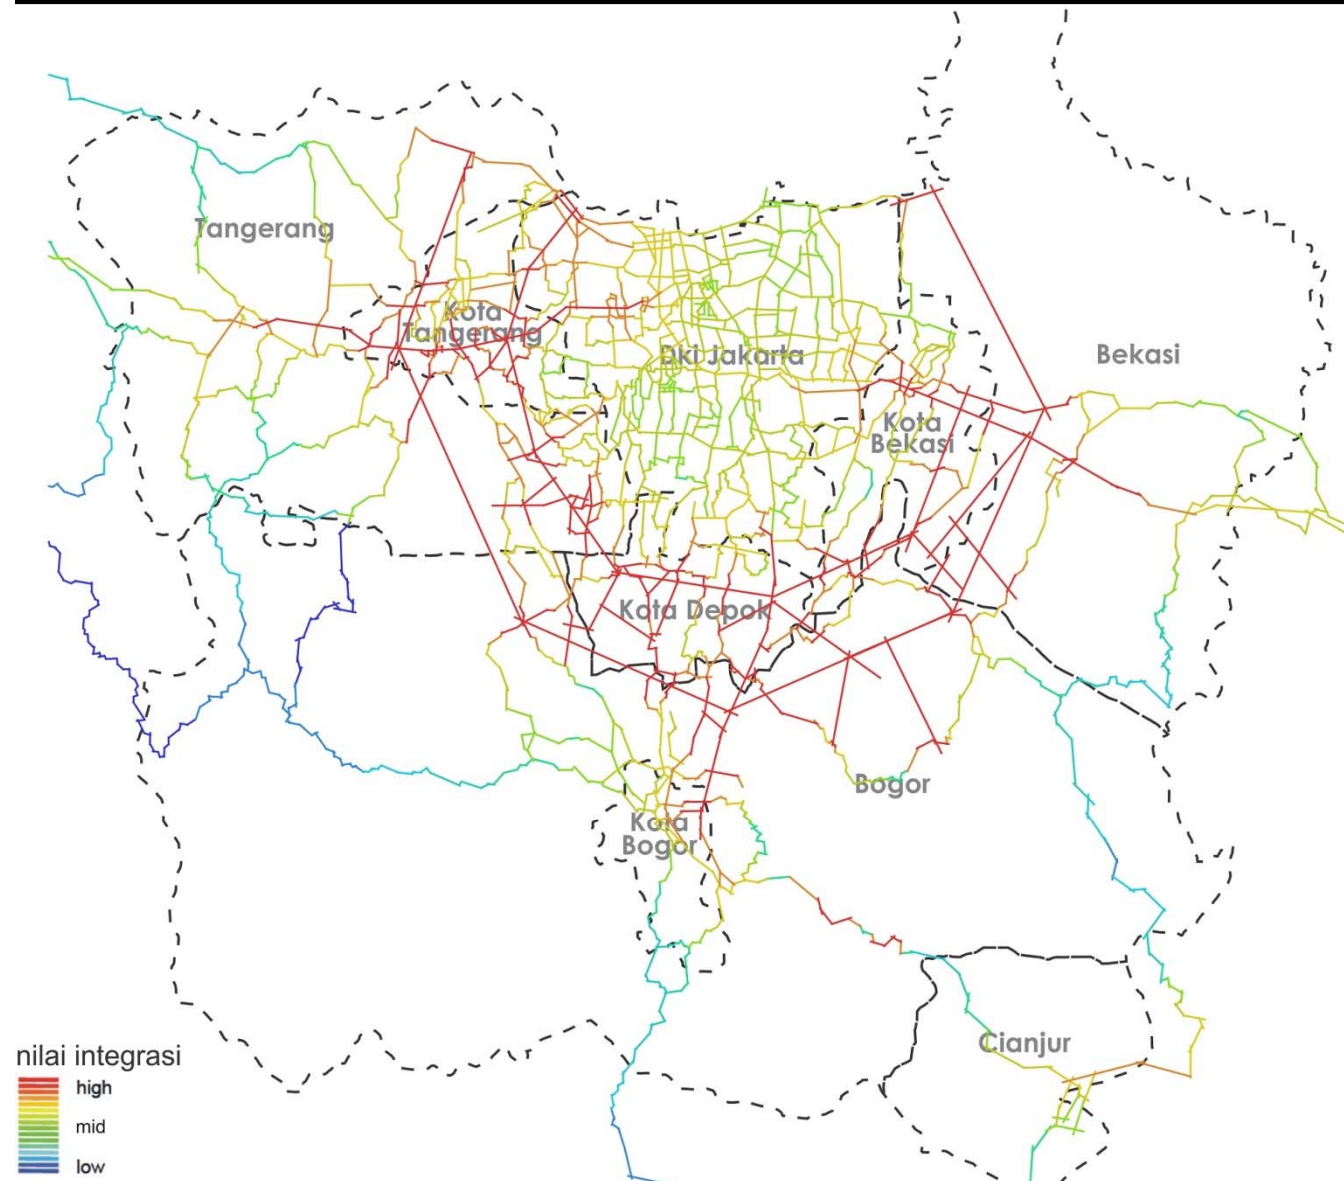 Tangerang
Kota
Tangerang
Dki Jakarta
Bekasi
Kota
Bekasi
Kota Depok
Bogor
Kota
Bogor
Cianjur
nilai integrasi
high
mid
low